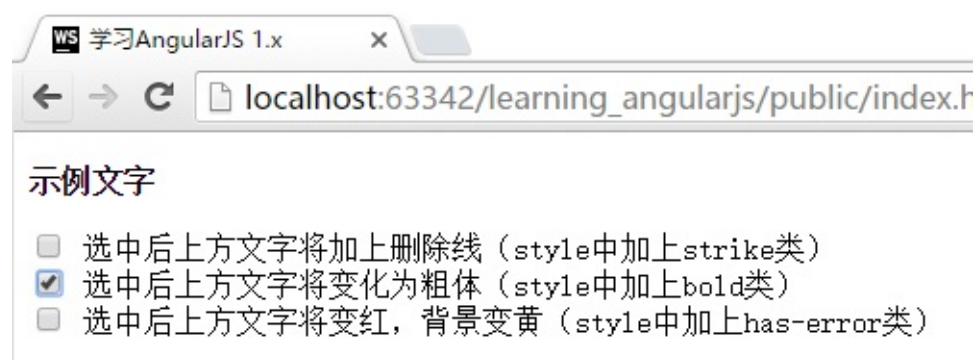 WS 学习AngularJS 1.x
localhost:63342/learning_angularjs/public/index.h
示例文字
选中后上方文字将加上删除线（style中加上strike类）
选中后上方文字将变化为粗体（style中加上bold类）
选中后上方文字将变红，背景变黄（style中加上has-error类）